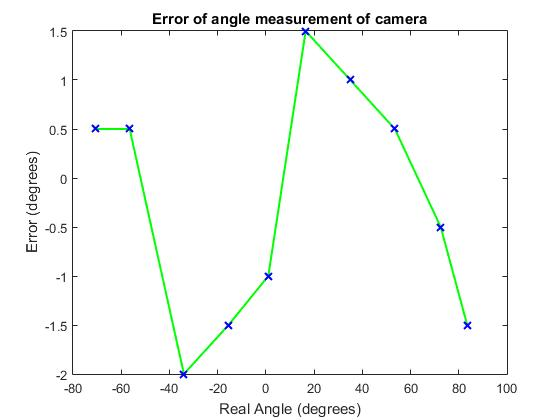 Error of angle measurement of camera
1.5
1
0.5
0
-0.5
-1
-1.5
-2
Error (degrees)
-80 -60 -40 -20 0 20 40 60 80 100
Real Angle (degrees)